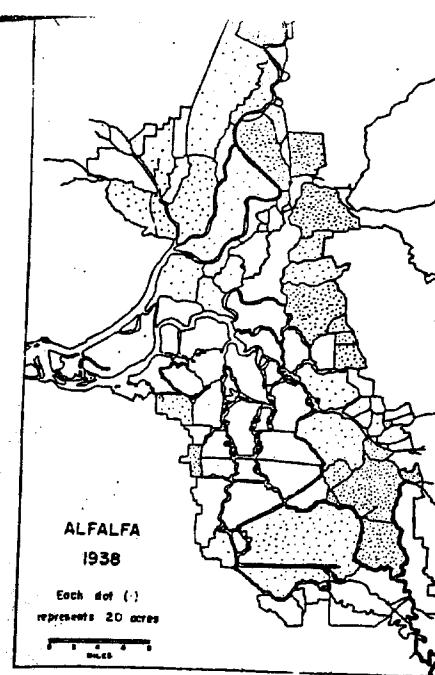 ALFALFA
1938
Each dot (·)
represents 20 acres
MILES